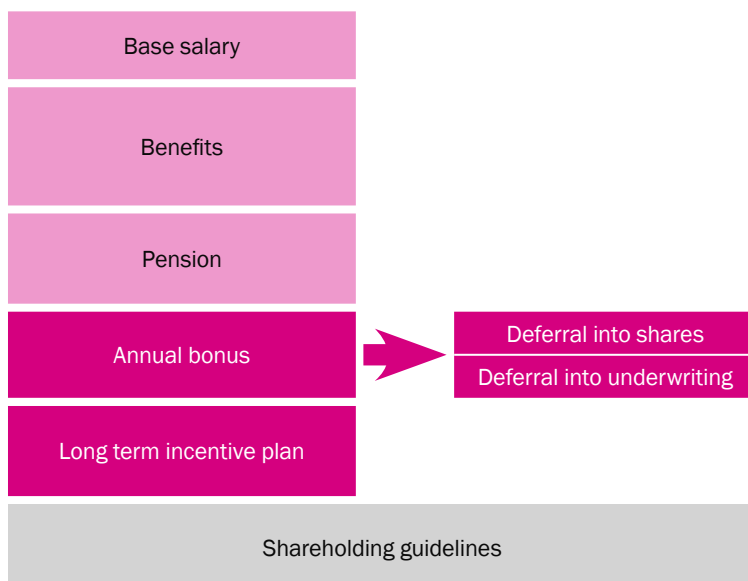 Base salary
Benefits
Pension
Annual bonus
Deferral into shares
Deferral into underwriting
Long term incentive plan
Shareholding guidelines